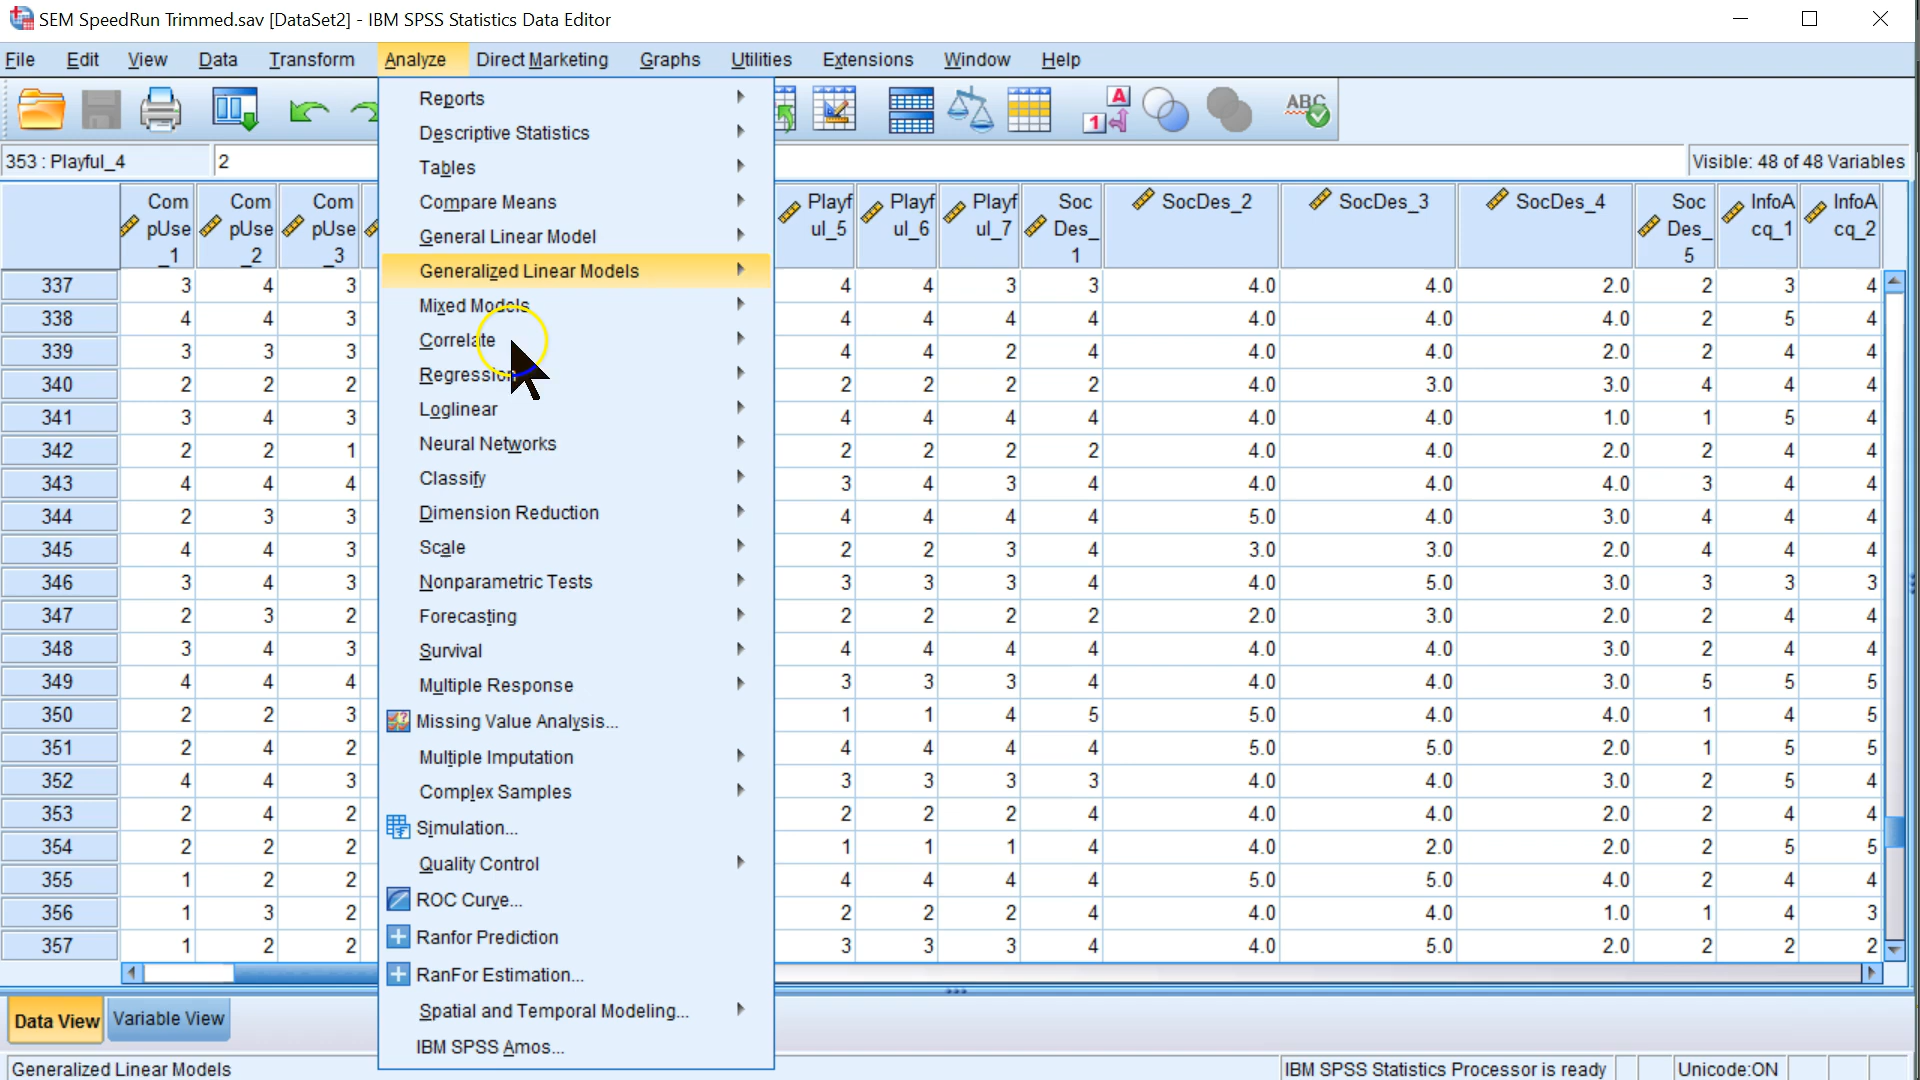 SEM SpeedRun Trimmed.sav [DataSet2] - IBM SPSS Statistics Data Editor
File Edit View Data Transform Analyze Direct Marketing Graphs Utilities Extensions Window Help
353 : Playful_4 2 Visible: 48 of 48 Variables
CompUse_1 CompUse_2 CompUse_3 Playful_5 Playful_6 Playful_7 SocDes_1 SocDes_2 SocDes_3 SocDes_4 SocDes_5 InfoAcq_1 InfoAcq_2
337 3 4 3 4 4 3 3 4.0 4.0 2.0 2 3 4
338 4 4 3 4 4 4 4 4.0 4.0 4.0 2 5 4
339 3 3 3 4 4 2 4 4.0 4.0 2.0 2 4 4
340 2 2 2 2 2 2 2 4.0 3.0 3.0 4 4 4
341 3 4 3 4 4 4 4 4.0 4.0 1.0 1 5 4
342 2 2 1 2 2 2 2 4.0 4.0 2.0 2 4 4
343 4 4 4 3 4 3 4 4.0 4.0 4.0 3 4 4
344 2 3 3 4 4 4 4 5.0 4.0 3.0 4 4 4
345 4 4 3 2 2 3 4 3.0 3.0 2.0 4 4 4
346 3 4 3 3 3 3 4 4.0 5.0 3.0 3 3 3
347 2 3 2 2 2 2 2 2.0 3.0 2.0 2 4 4
348 3 4 3 4 4 4 4 4.0 4.0 3.0 2 4 4
349 4 4 4 3 3 3 4 4.0 4.0 3.0 5 5 5
350 2 2 3 1 1 4 5 5.0 4.0 4.0 1 4 5
351 2 4 2 4 4 4 4 5.0 5.0 2.0 1 5 5
352 4 4 3 3 3 3 3 4.0 4.0 3.0 2 5 4
353 2 4 2 2 2 2 4 4.0 4.0 2.0 2 4 4
354 2 2 2 1 1 1 4 4.0 2.0 2.0 2 5 5
355 1 2 2 4 4 4 4 5.0 5.0 4.0 2 4 4
356 1 3 2 2 2 2 4 4.0 4.0 1.0 1 4 3
357 1 2 2 3 3 3 4 4.0 5.0 2.0 2 2 2
Reports
Descriptive Statistics
Tables
Compare Means
General Linear Model
Generalized Linear Models
Mixed Models
Correlate
Regression
Loglinear
Neural Networks
Classify
Dimension Reduction
Scale
Nonparametric Tests
Forecasting
Survival
Multiple Response
Missing Value Analysis...
Multiple Imputation
Complex Samples
Simulation...
Quality Control
ROC Curve...
Ranfor Prediction
RanFor Estimation...
Spatial and Temporal Modeling...
IBM SPSS Amos...
Data View Variable View
Generalized Linear Models IBM SPSS Statistics Processor is ready Unicode:ON
A
1
ABC